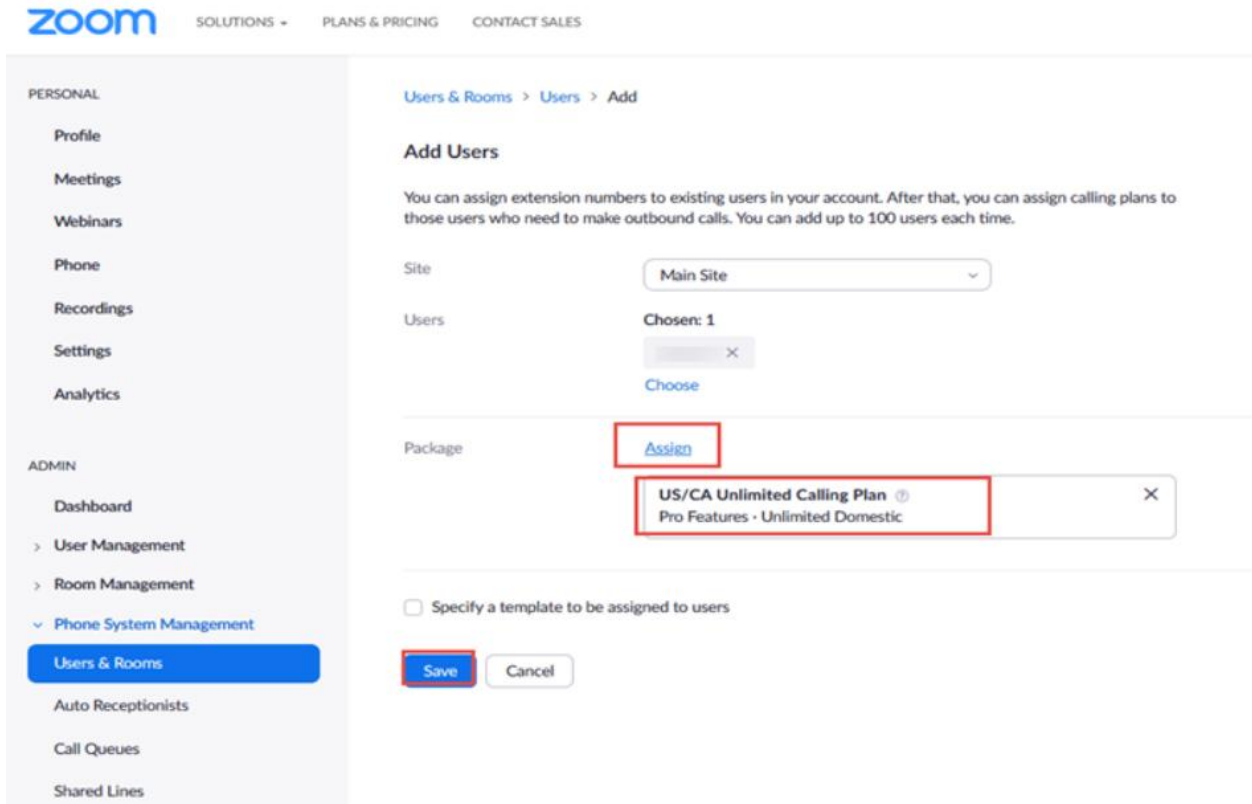 zoom SOLUTIONS PLANS & PRICING CONTACT SALES
PERSONAL
Profile
Meetings
Webinars
Phone
Recordings
Settings
Analytics
ADMIN
Dashboard
User Management
Room Management
Phone System Management
Users & Rooms
Auto Receptionists
Call Queues
Shared Lines
Users & Rooms > Users > Add
Add Users
You can assign extension numbers to existing users in your account. After that, you can assign calling plans to
those users who need to make outbound calls. You can add up to 100 users each time.
Site Main Site
Users Chosen: 1
Choose
Package Assign
US/CA Unlimited Calling Plan
Pro Features · Unlimited Domestic
Specify a template to be assigned to users
Save Cancel